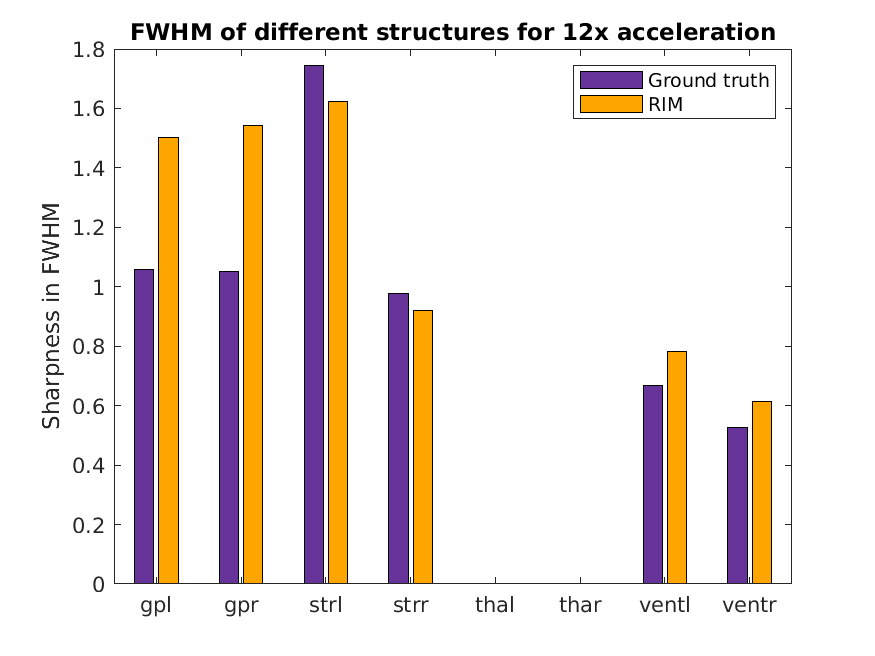 FWHM of different structures for 12x acceleration
Ground truth
RIM
Sharpness in FWHM
1.8
1.6
1.4
1.2
1
0.8
0.6
0.4
0.2
0
gpl gpr strl strr thal thar ventl ventr